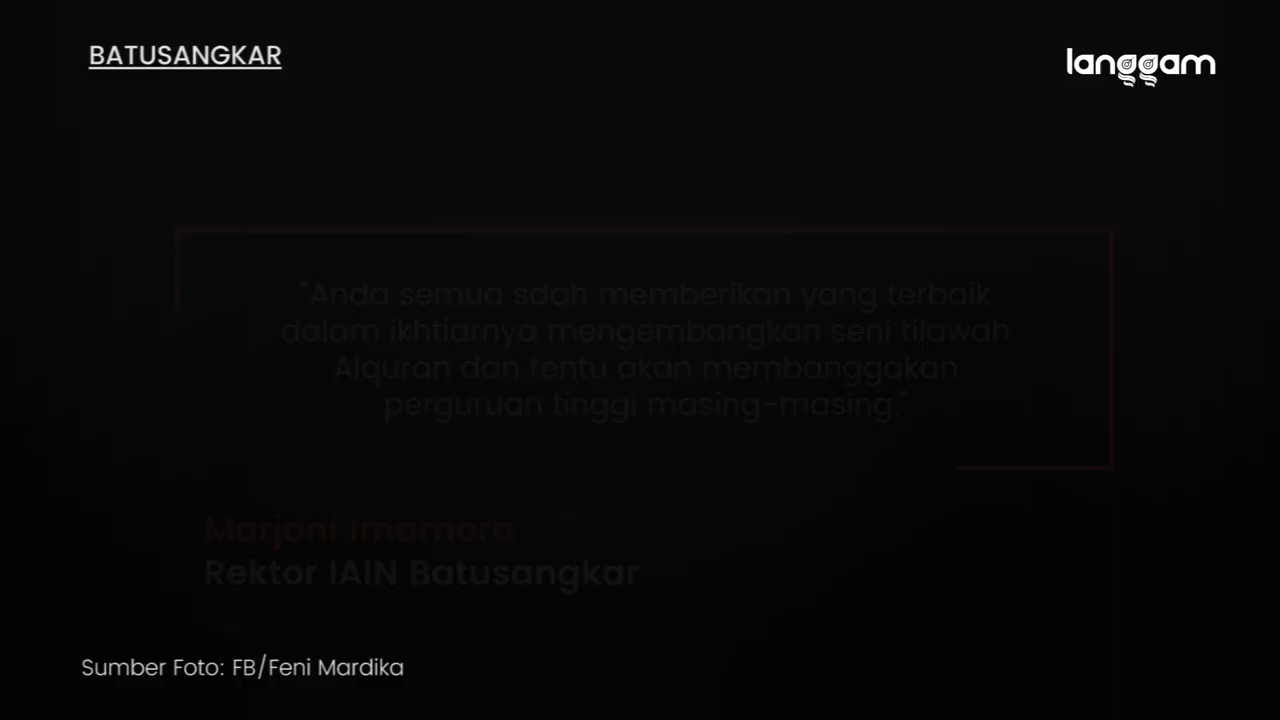 BATUSANGKAR
langgam
"Anda semua sdah memberikan yang terbaik
dalam ikhtiarnya mengembangkan seni tilawah
Alquran dan tentu akan membanggakan
perguruan tinggi masing-masing,"
Marjoni Imamora
Rektor IAIN Batusangkar
Sumber Foto: FB/Feni Mardika